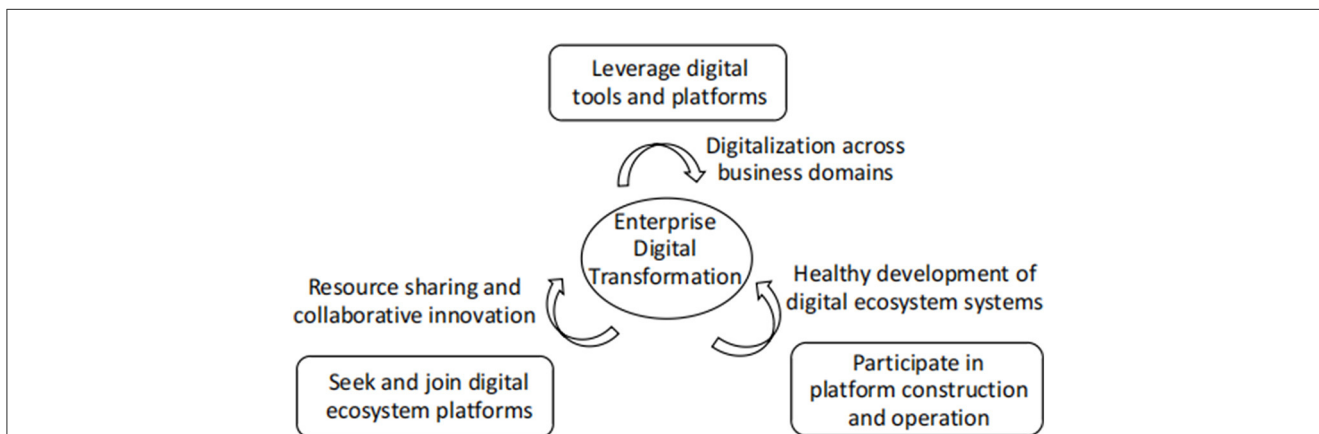 Leverage digital
tools and platforms
Digitalization across
business domains
Enterprise
Digital
Transformation
Resource sharing and
collaborative innovation
Healthy development of
digital ecosystem systems
Seek and join digital
ecosystem platforms
Participate in
platform construction
and operation